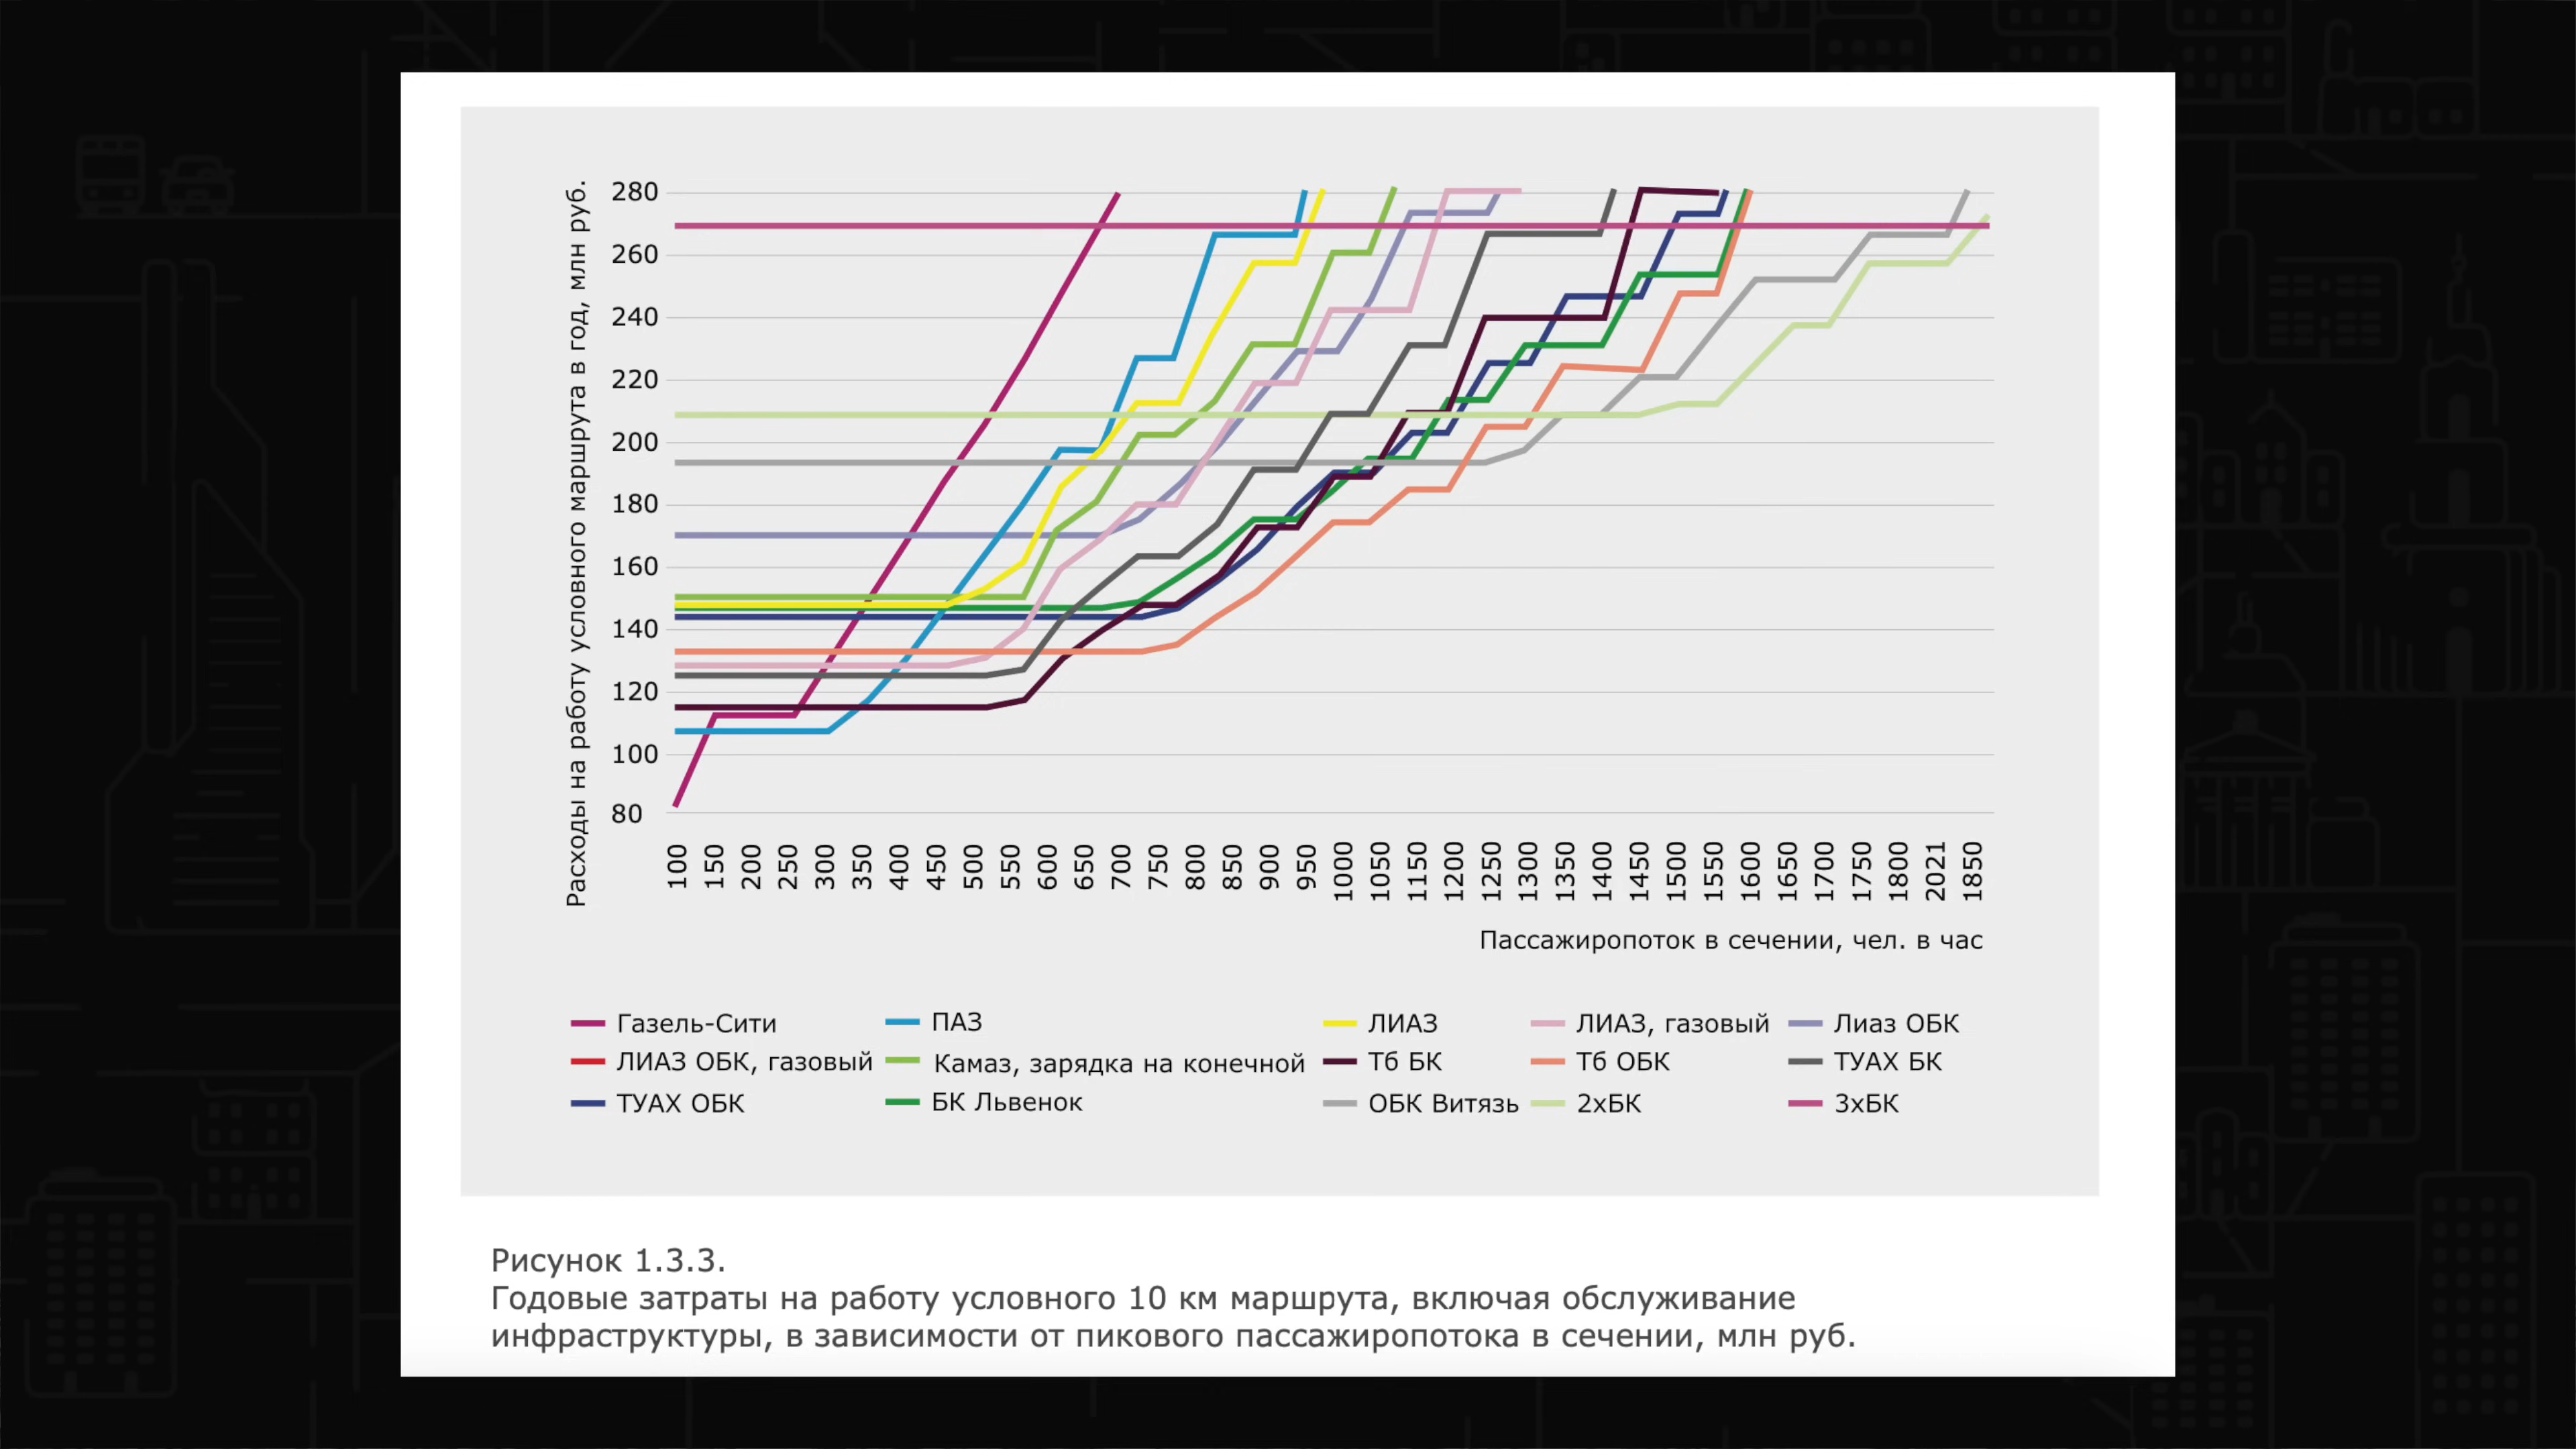 Расходы на работу условного маршрута в год, млн руб.
280
260
240
220
200
180
160
140
120
100
80
100 150 200 250 300 350 400 450 500 550 600 650 700 750 800 850 900 950 1000 1050 1150 1200 1250 1300 1350 1400 1450 1500 1550 1600 1650 1700 1750 1800 2021 1850
Пассажиропоток в сечении, чел. в час
Газель-Сити ПАЗ ЛИАЗ ЛИАЗ, газовый Лиаз ОБК
ЛИАЗ ОБК, газовый Камаз, зарядка на конечной Тб БК Тб ОБК ТУАХ БК
ТУАХ ОБК БК Львенок ОБК Витязь 2хБК 3хБК
Рисунок 1.3.3.
Годовые затраты на работу условного 10 км маршрута, включая обслуживание
инфраструктуры, в зависимости от пикового пассажиропотока в сечении, млн руб.